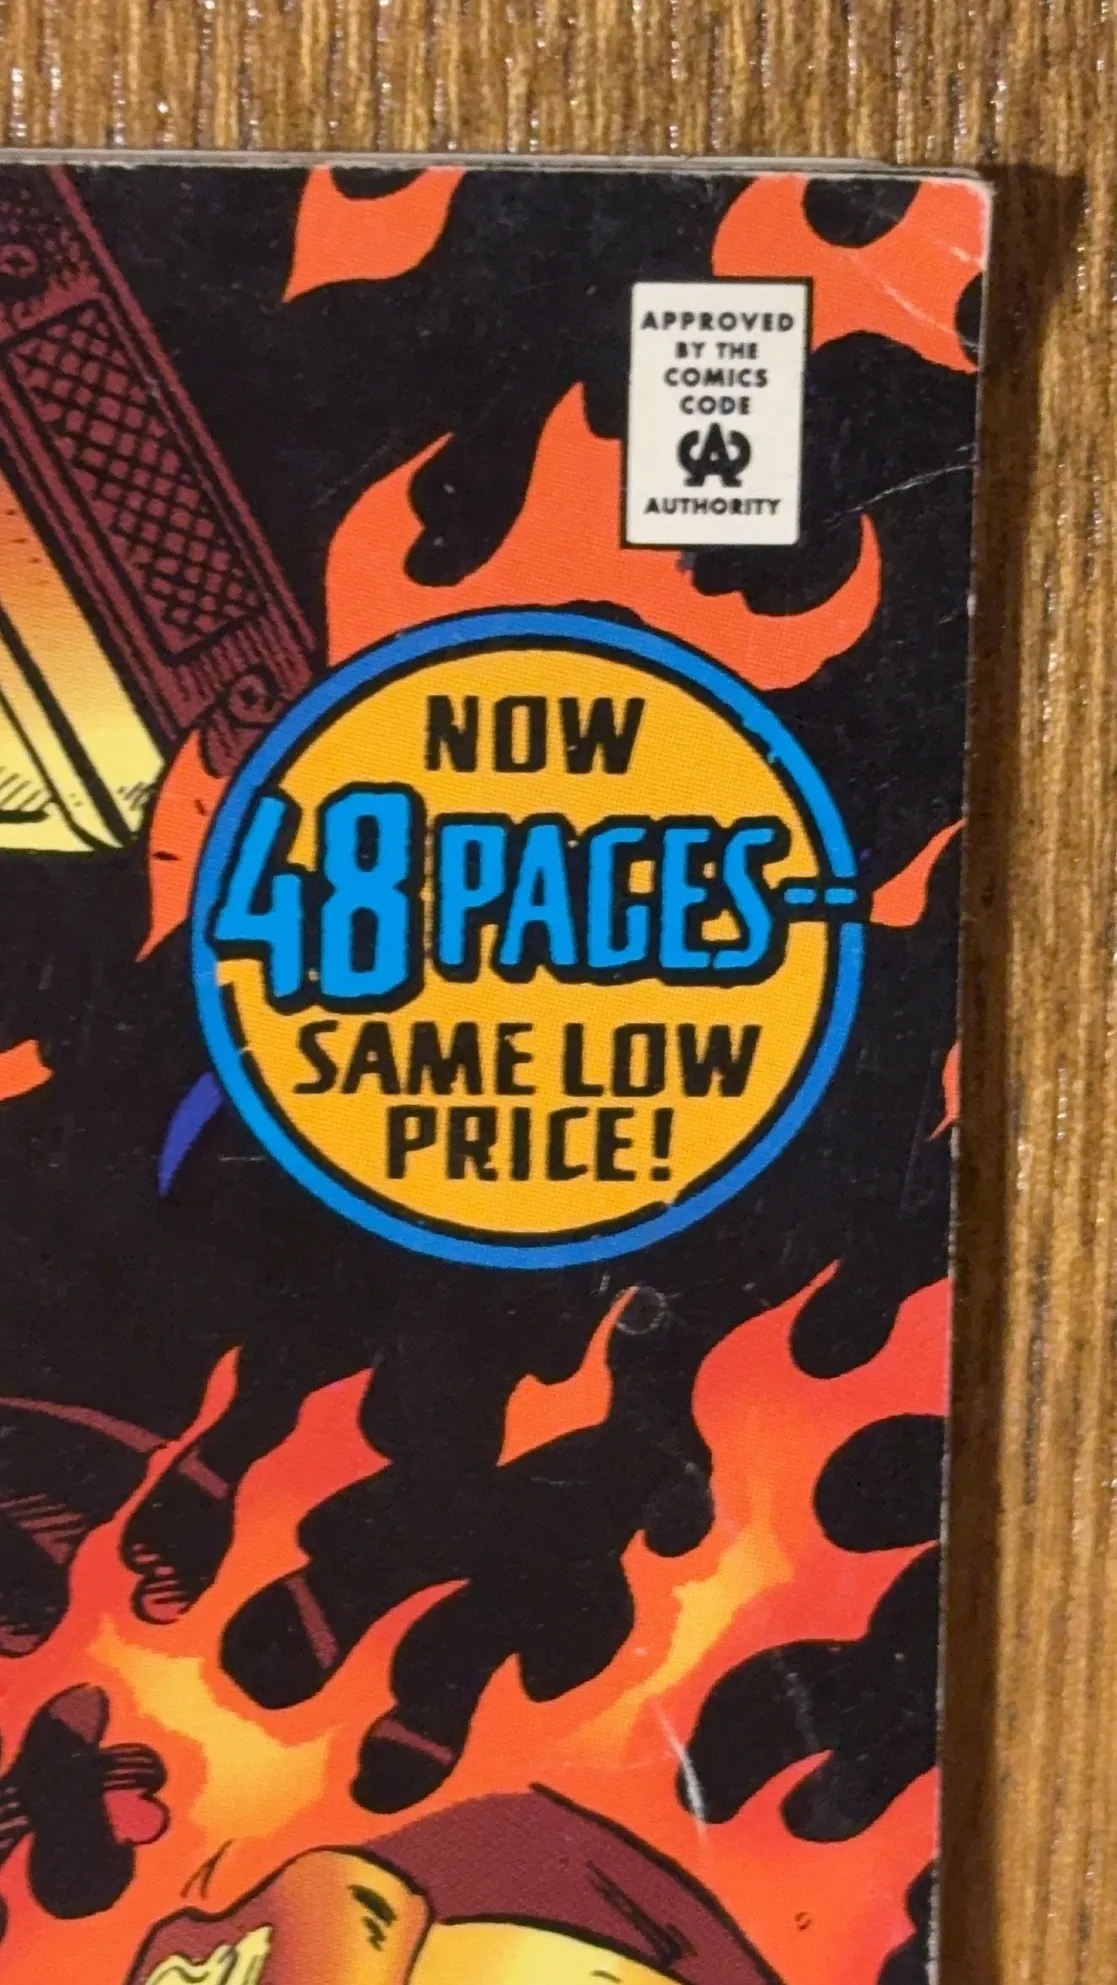 APPROVED
BY THE
COMICS
CODE
AUTHORITY
NOW
48 PAGES--
SAME LOW
PRICE!